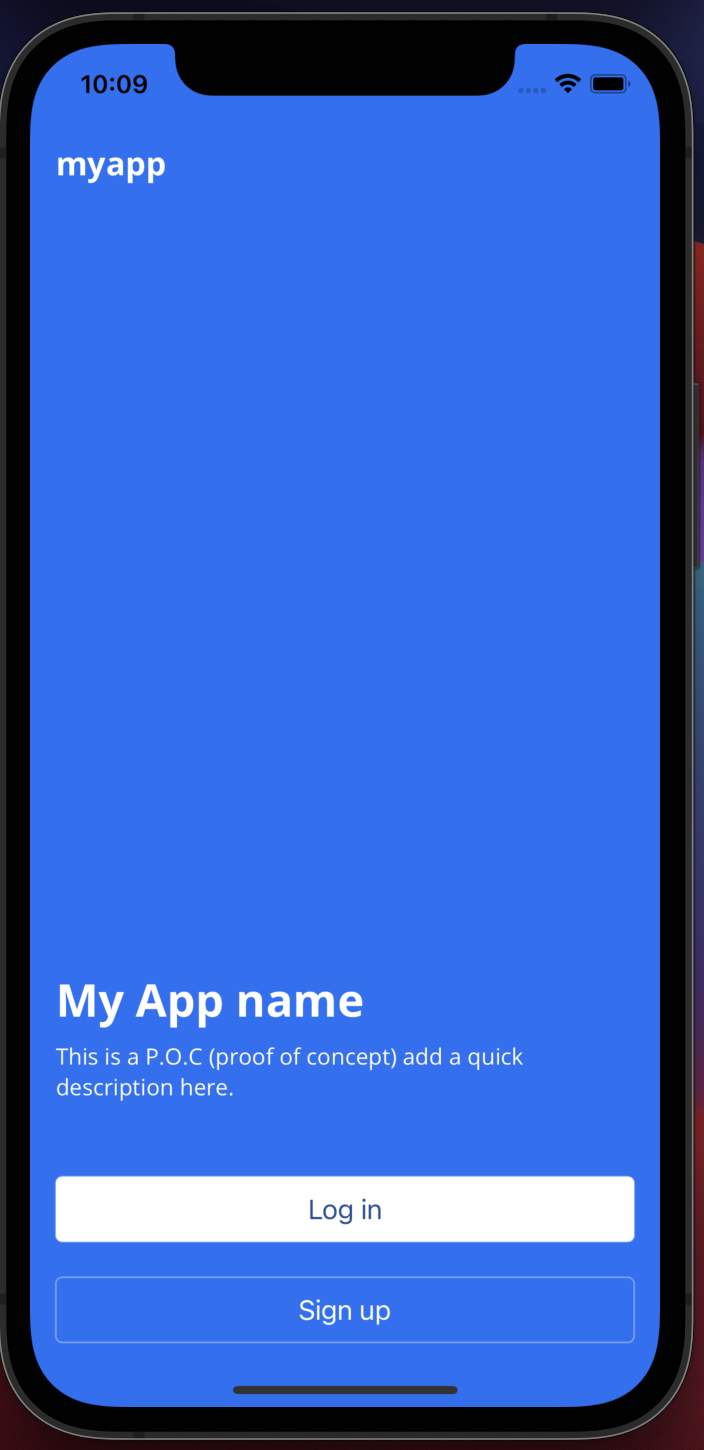 10:09
myapp
My App name
This is a P.O.C (proof of concept) add a quick
description here.
Log in
Sign up